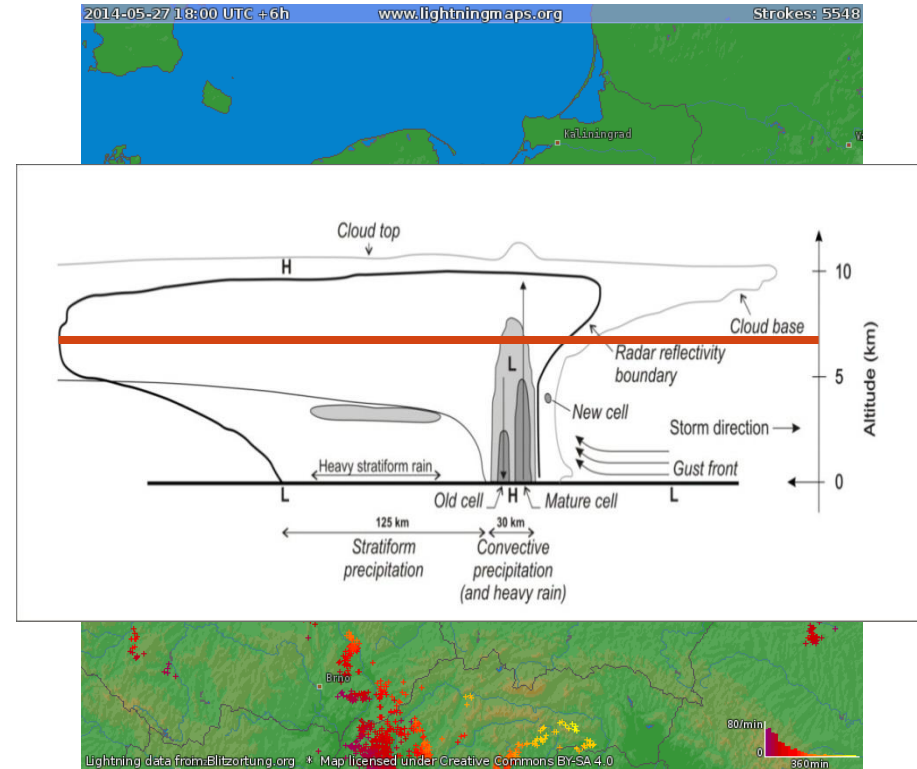 2014-05-27 18:00 UTC +6h www.lightningmaps.org Strokes: 5548
Kaliningrad
Cloud top
H
10
Cloud base
L
Radar reflectivity
boundary
5
Altitude (km)
New cell
Storm direction
Heavy stratiform rain
Gust front
0
L
Old cell
H
Mature cell
L
125 km
30 km
Stratiform
precipitation
Convective
precipitation
(and heavy rain)
Brno
80/min
0
360min
Lightning data from:Blitzortung.org * Map licensed under Creative Commons BY-SA 4.0